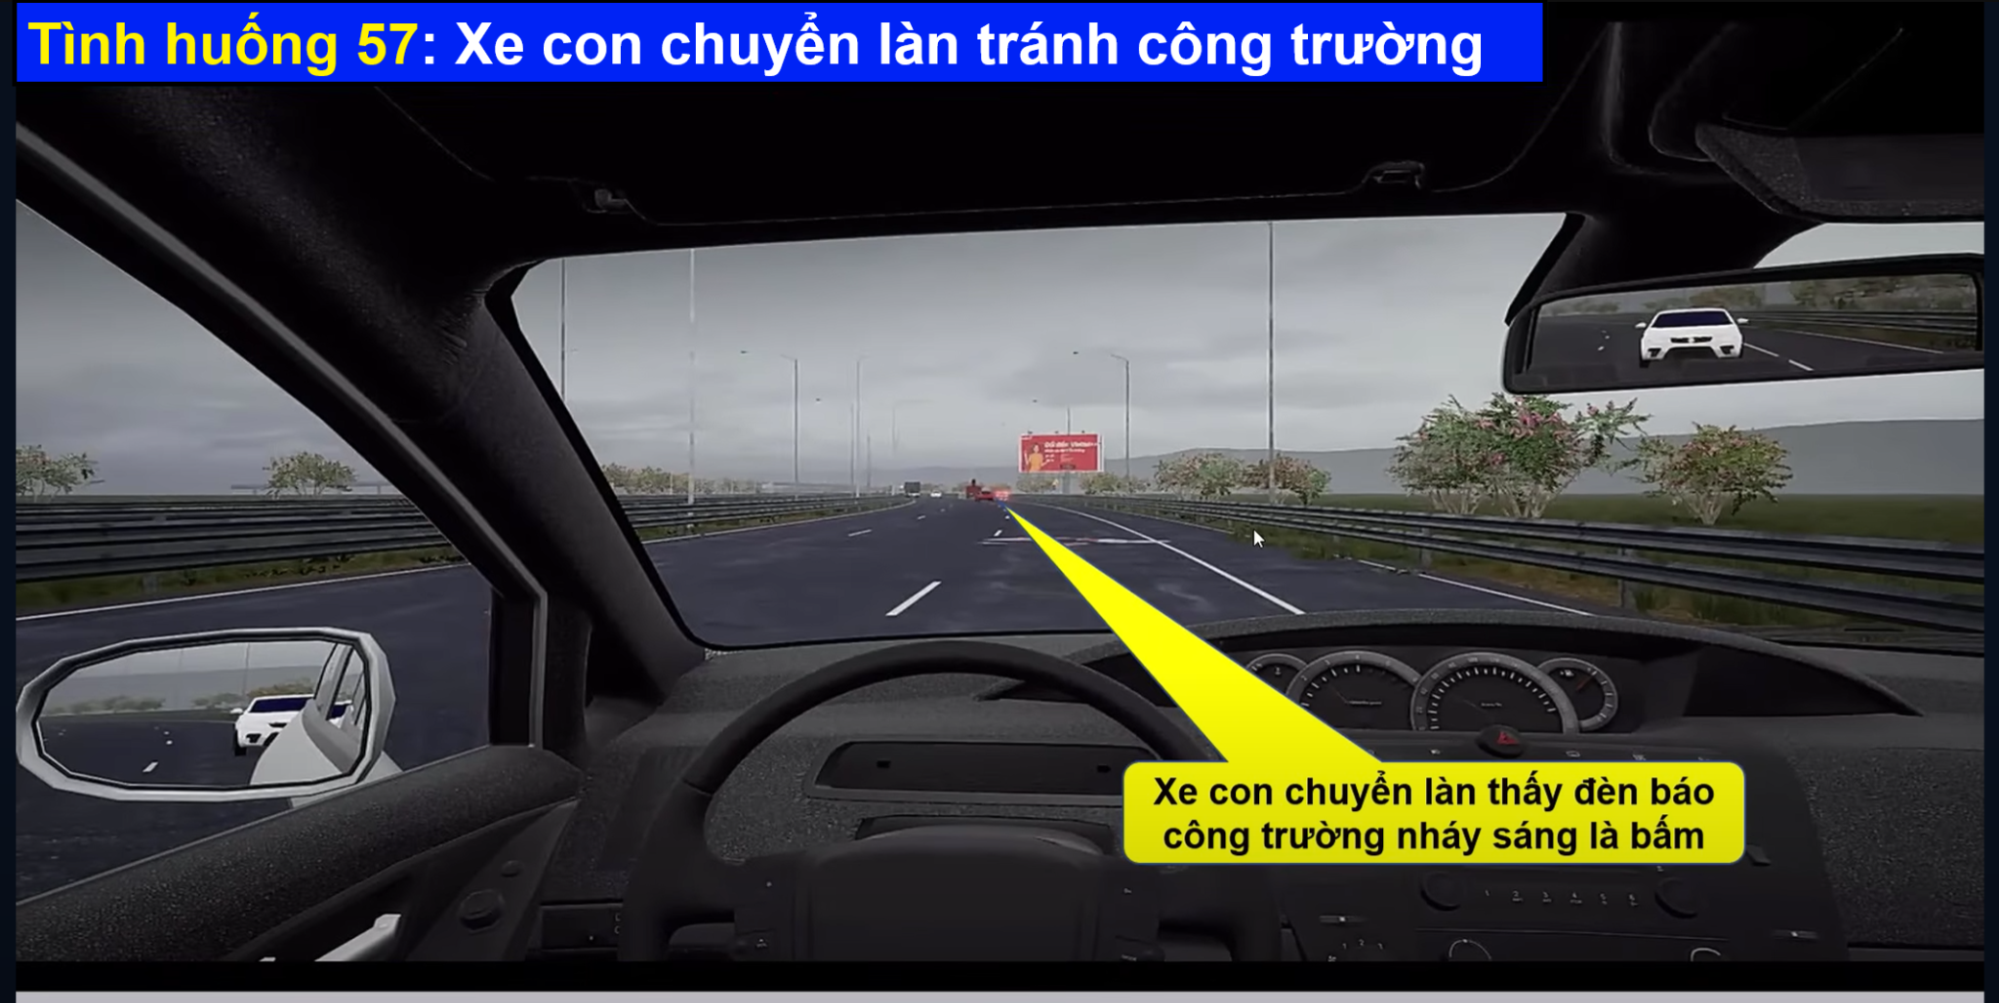 Tình huống 57: Xe con chuyển làn tránh công trường
Xe con chuyển làn thấy đèn báo
công trường nháy sáng là bấm